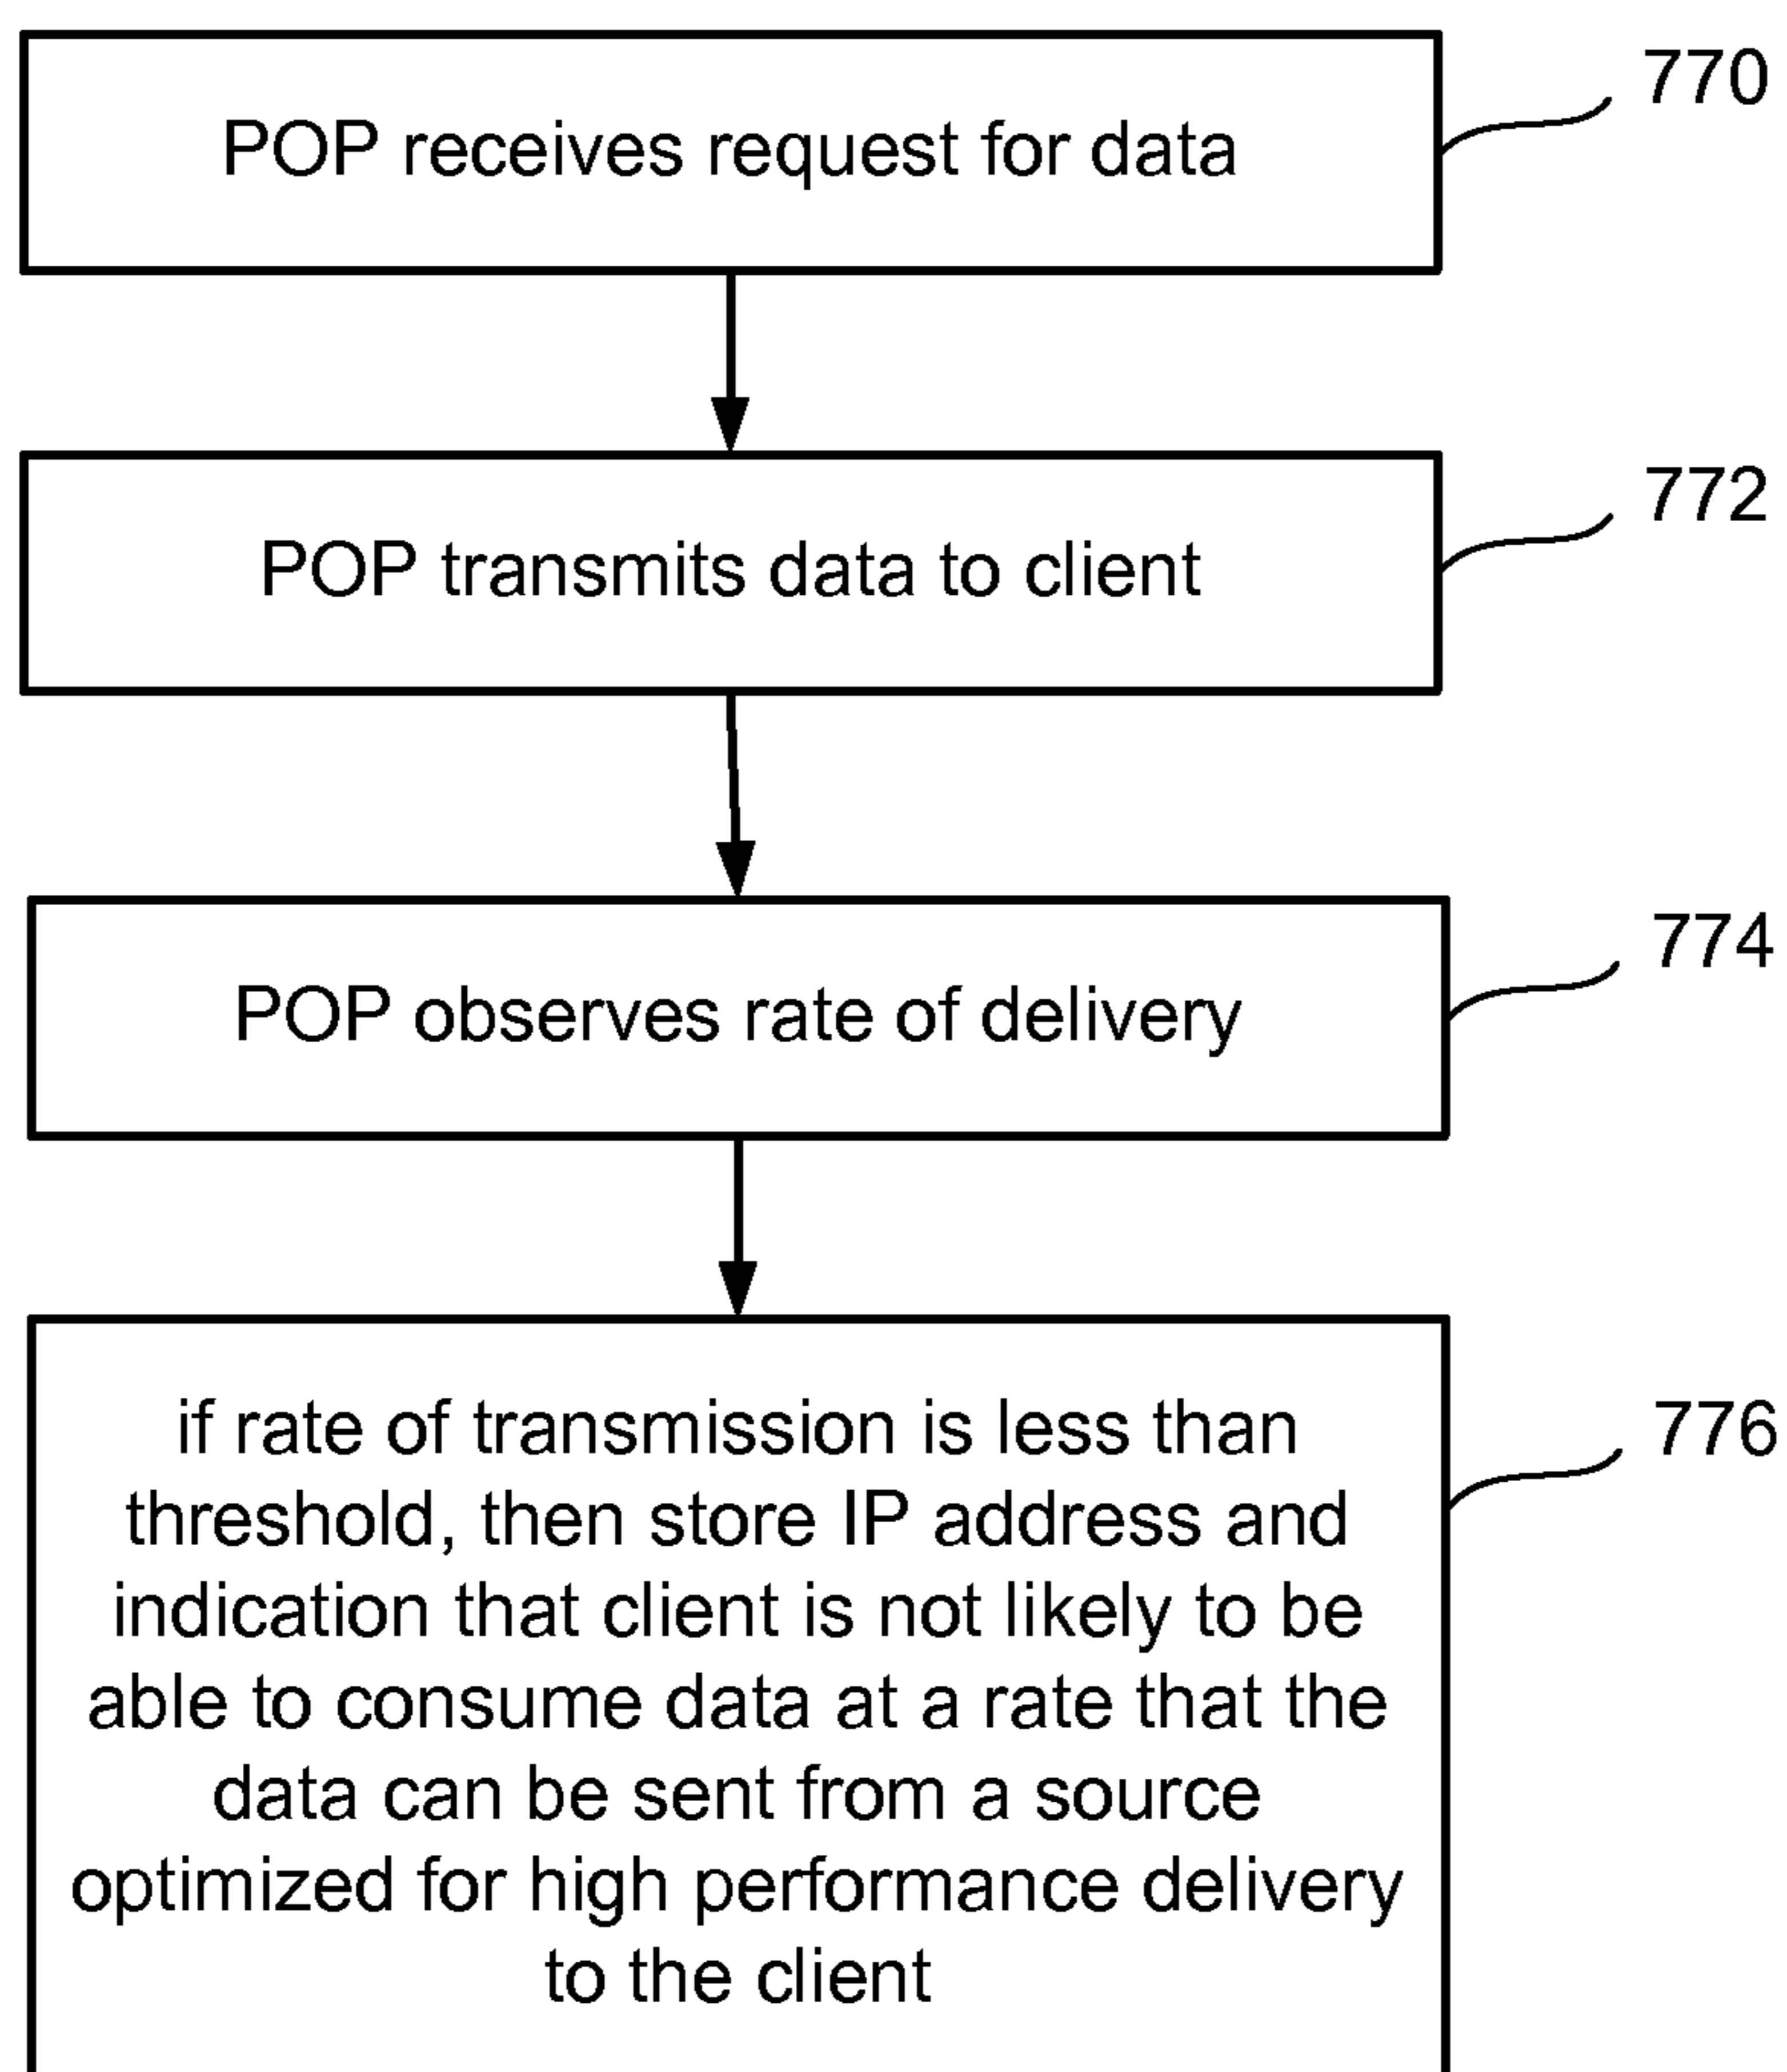 POP receives request for data
770
POP transmits data to client
772
POP observes rate of delivery
774
if rate of transmission is less than
threshold, then store IP address and
indication that client is not likely to be
able to consume data at a rate that the
data can be sent from a source
optimized for high performance delivery
to the client
776